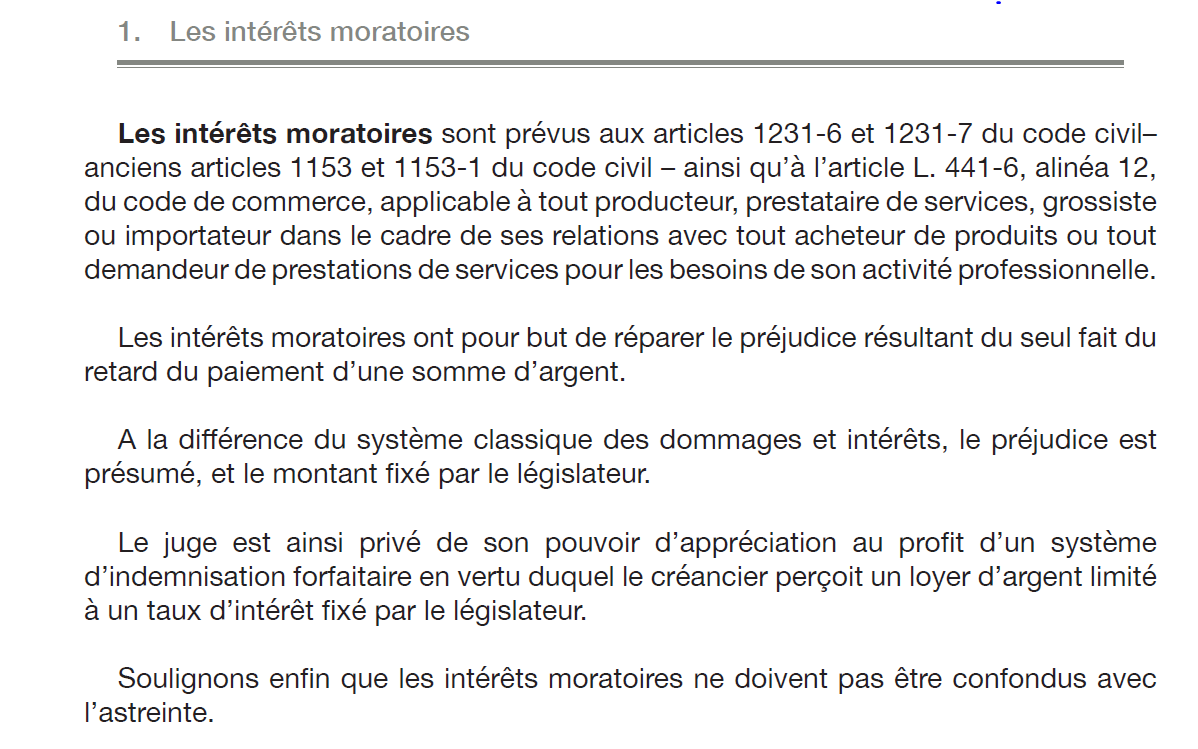 1. Les intérêts moratoires
Les intérêts moratoires sont prévus aux articles 1231-6 et 1231-7 du code civil–
anciens articles 1153 et 1153-1 du code civil – ainsi qu’à l’article L. 441-6, alinéa 12,
du code de commerce, applicable à tout producteur, prestataire de services, grossiste
ou importateur dans le cadre de ses relations avec tout acheteur de produits ou tout
demandeur de prestations de services pour les besoins de son activité professionnelle.
Les intérêts moratoires ont pour but de réparer le préjudice résultant du seul fait du
retard du paiement d’une somme d’argent.
A la différence du système classique des dommages et intérêts, le préjudice est
présumé, et le montant fixé par le législateur.
Le juge est ainsi privé de son pouvoir d’appréciation au profit d’un système
d’indemnisation forfaitaire en vertu duquel le créancier perçoit un loyer d’argent limité
à un taux d’intérêt fixé par le législateur.
Soulignons enfin que les intérêts moratoires ne doivent pas être confondus avec
l’astreinte.